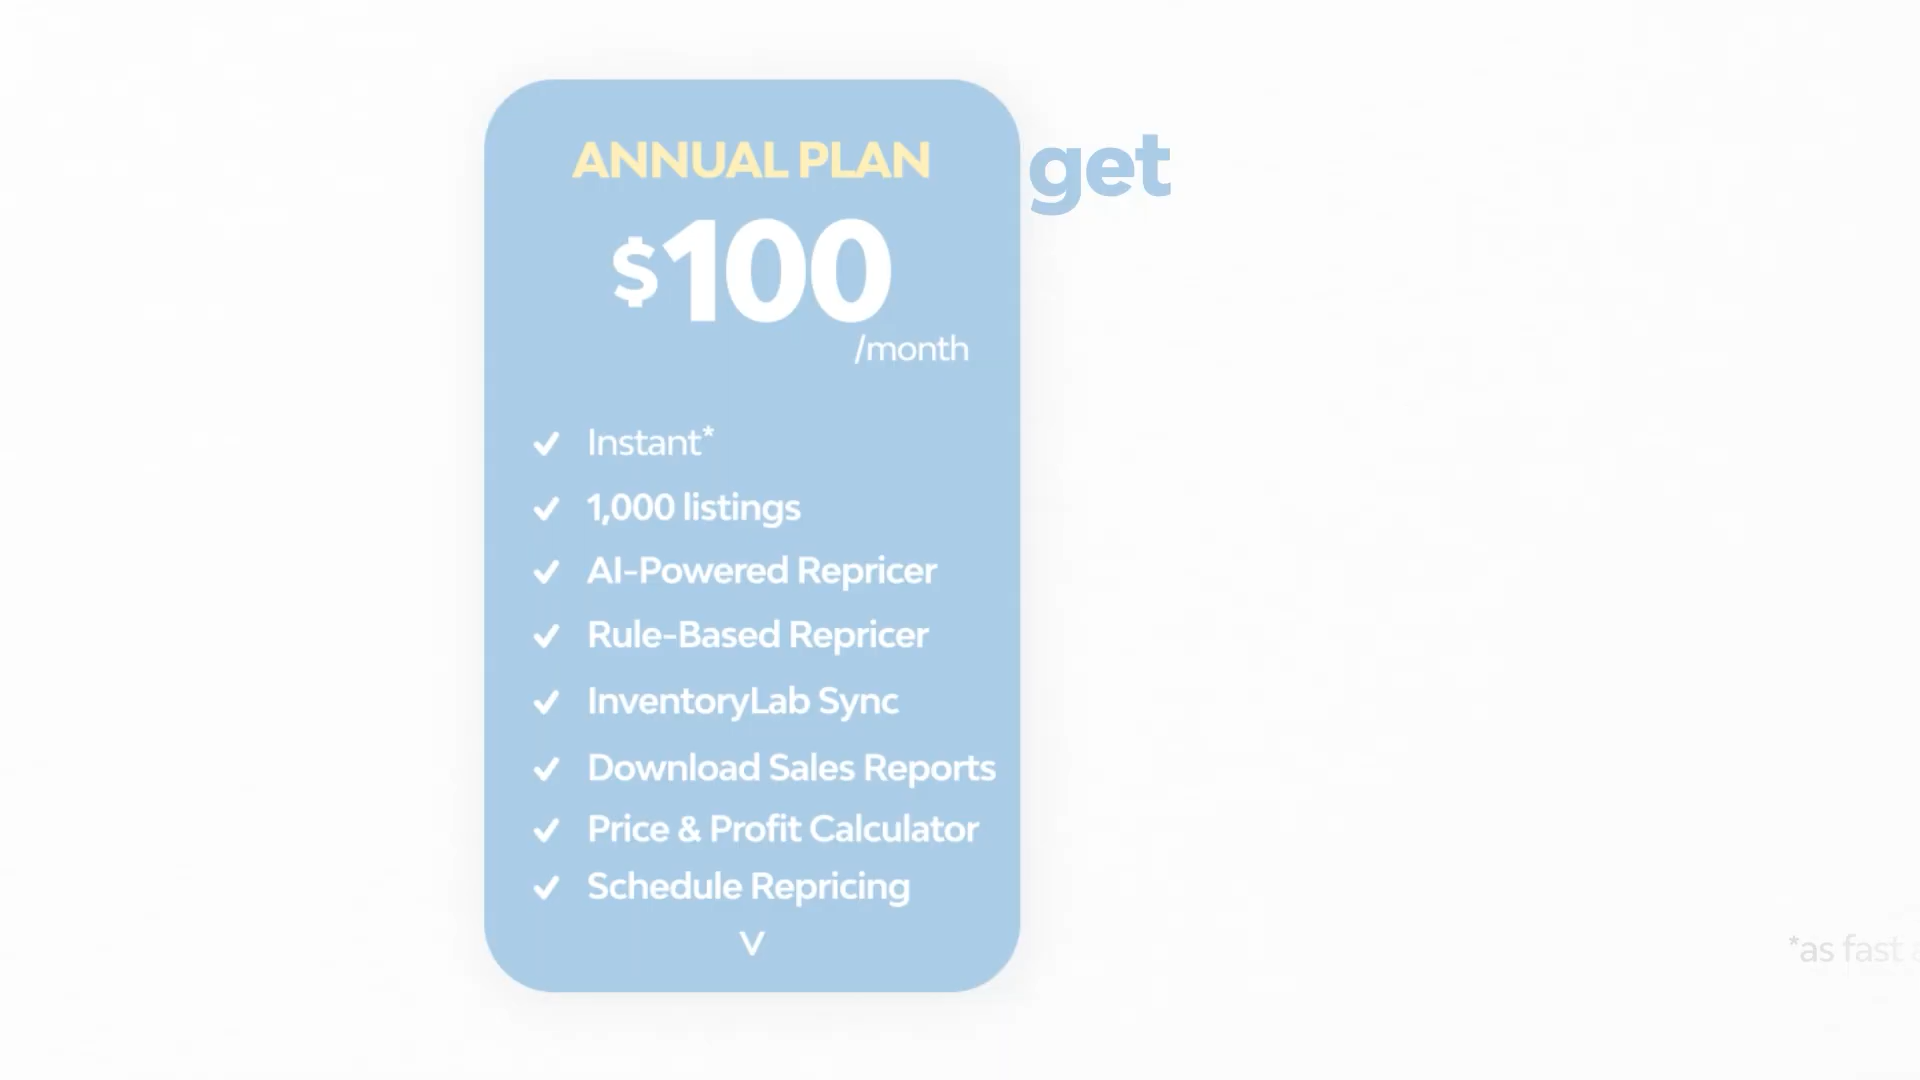 ANNUAL PLAN
get
$100
/month
✓ Instant*
✓ 1,000 listings
✓ AI-Powered Repricer
✓ Rule-Based Repricer
✓ InventoryLab Sync
✓ Download Sales Reports
✓ Price & Profit Calculator
✓ Schedule Repricing
*as fast